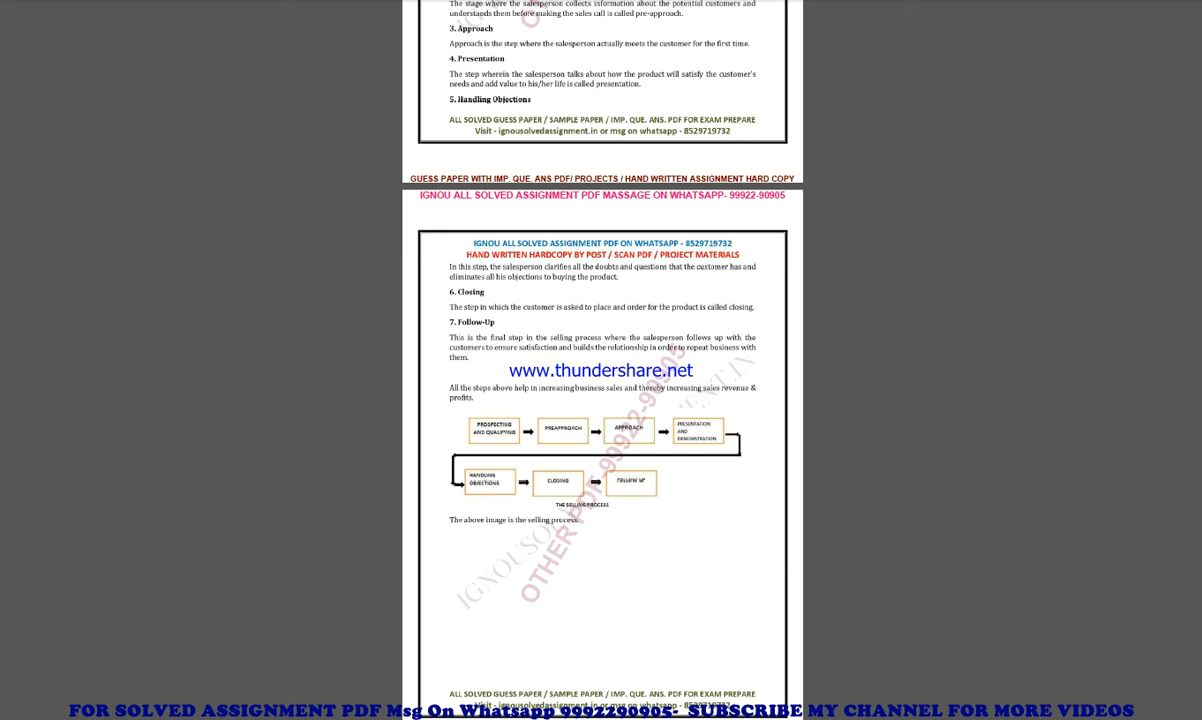 The stage where the salesperson collects information about the potential customers and
understands them before making the sales call is called pre-approach.
3. Approach
Approach is the step where the salesperson actually meets the customer for the first time.
4. Presentation
The step wherein the salesperson talks about how the product will satisfy the customer's
needs and add value to his/her life is called presentation.
5. Handling Objections
ALL SOLVED GUESS PAPER / SAMPLE PAPER / IMP. QUE. ANS. PDF FOR EXAM PREPARE
Visit - ignousolvedassignment.in or msg on whatsapp - 8529719732
GUESS PAPER WITH IMP. QUE. ANS PDF/ PROJECTS / HAND WRITTEN ASSIGNMENT HARD COPY
IGNOU ALL SOLVED ASSIGNMENT PDF MASSAGE ON WHATSAPP- 99922-90905
IGNOU ALL SOLVED ASSIGNMENT PDF ON WHATSAPP - 8529719732
HAND WRITTEN HARDCOPY BY POST / SCAN PDF / PROJECT MATERIALS
In this step, the salesperson clarifies all the doubts and questions that the customer has and
eliminates all his objections to buying the product.
6. Closing
The step in which the customer is asked to place and order for the product is called closing.
7. Follow-Up
This is the final step in the selling process where the salesperson follows up with the
customers to ensure satisfaction and builds the relationship in order to repeat business with
them.
www.thundershare.net
All the steps above help in increasing business sales and thereby increasing sales revenue &
profits.
PROSPECTING
AND QUALIFYING
PREAPPROACH
APPROACH
PRESENTATION
AND
DEMONSTRATION
HANDLING
OBJECTIONS
CLOSING
FOLLOW UP
THE SELLING PROCESS
The above image is the selling process.
OTHER PDF-99922-90905
ALL SOLVED GUESS PAPER / SAMPLE PAPER / IMP. QUE. ANS. PDF FOR EXAM PREPARE
Visit - ignousolvedassignment.in or msg on whatsapp - 8529719732
FOR SOLVED ASSIGNMENT PDF Msg On Whatsapp 9992290905- SUBSCRIBE MY CHANNEL FOR MORE VIDEOS